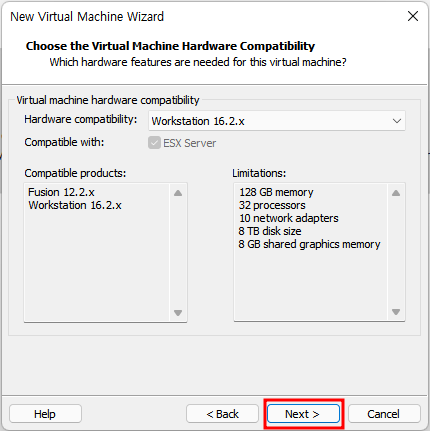 New Virtual Machine Wizard
Choose the Virtual Machine Hardware Compatibility
Which hardware features are needed for this virtual machine?
Virtual machine hardware compatibility
Hardware compatibility: Workstation 16.2.x
Compatible with: ESX Server
Compatible products:
Fusion 12.2.x
Workstation 16.2.x
Limitations:
128 GB memory
32 processors
10 network adapters
8 TB disk size
8 GB shared graphics memory
Help < Back Next > Cancel